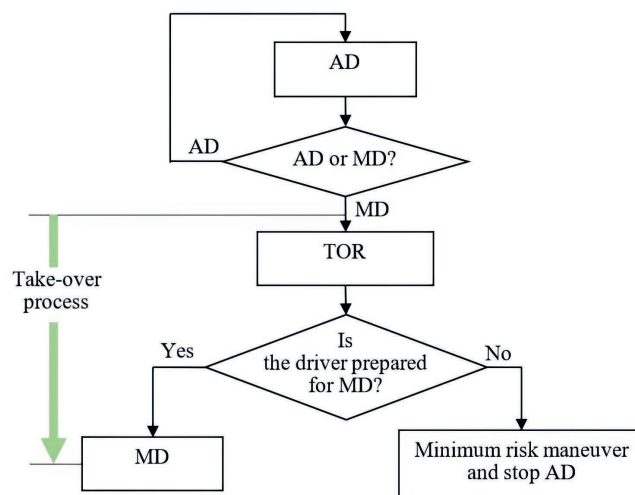 AD
AD
AD or MD?
MD
TOR
Take-over
process
Is
the driver prepared
for MD?
Yes
No
MD
Minimum risk maneuver
and stop AD